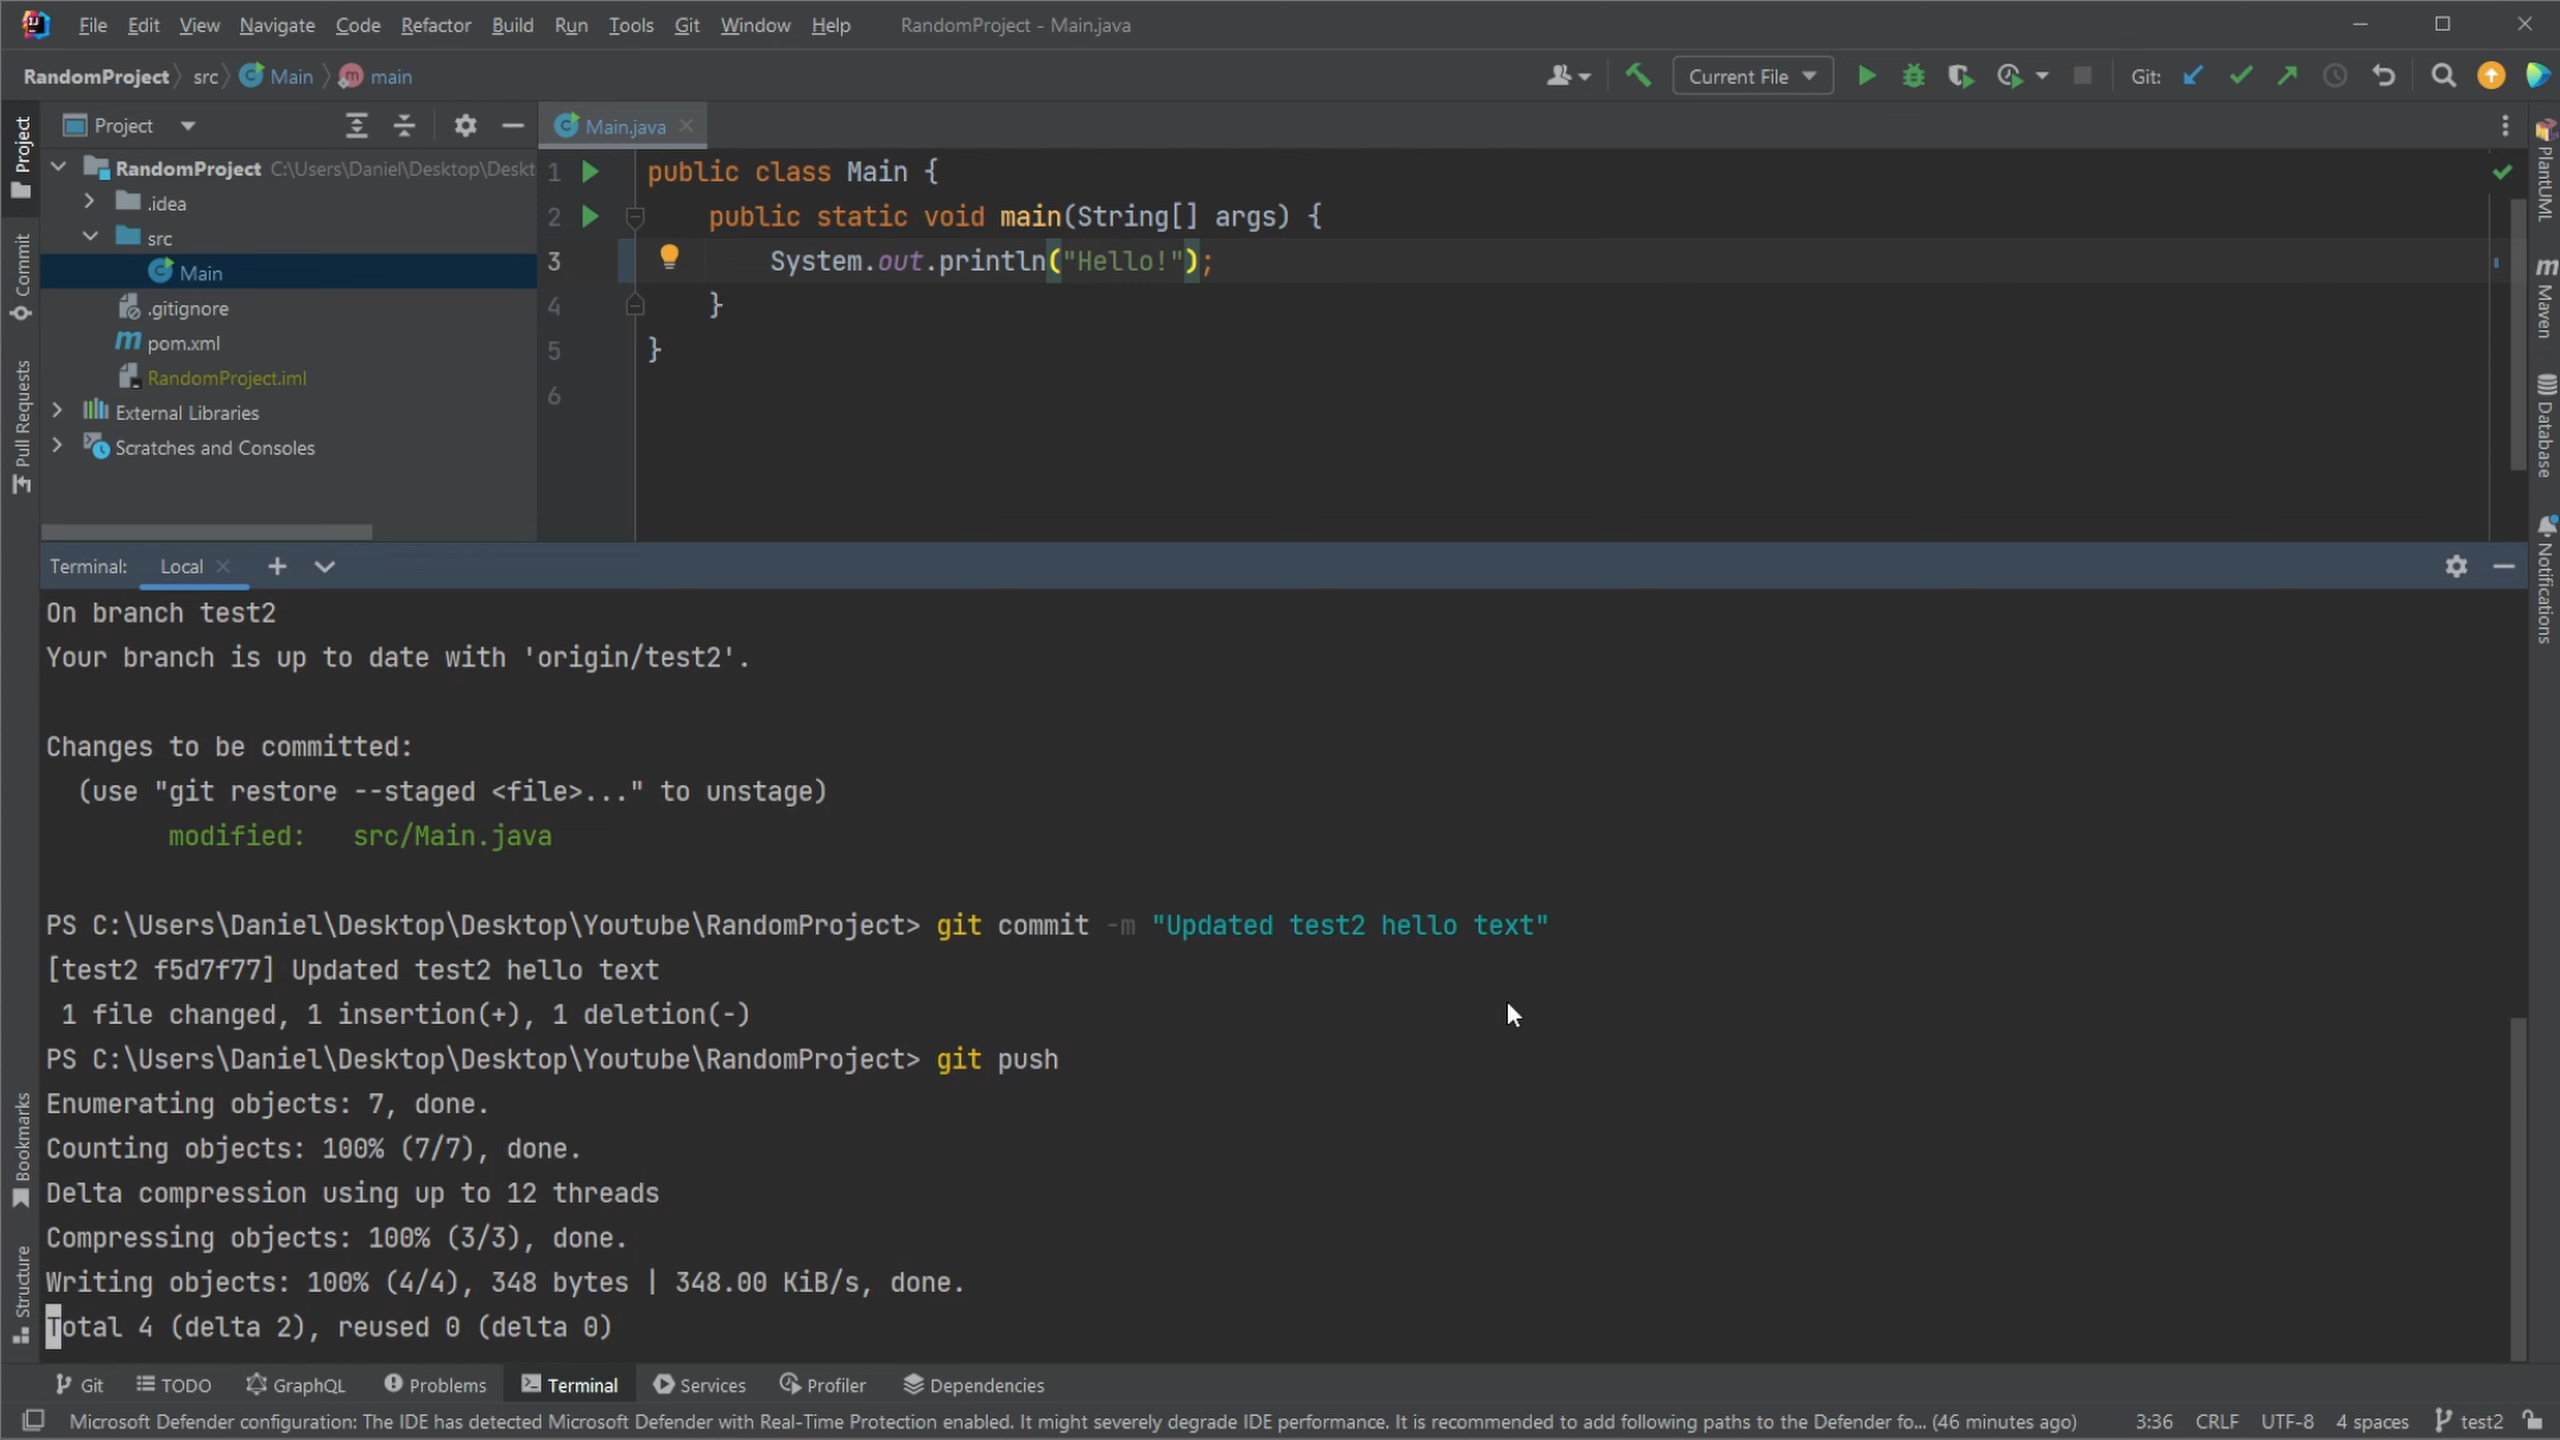 File Edit View Navigate Code Refactor Build Run Tools Git Window Help RandomProject - Main.java
RandomProject src Main main
Current File
Git:
Project
Main.java
RandomProject C:\Users\Daniel\Desktop\Deskt
.idea
src
Main
.gitignore
pom.xml
RandomProject.iml
External Libraries
Scratches and Consoles
1 public class Main {
2 public static void main(String[] args) {
3 System.out.println("Hello!");
4 }
5 }
6
Project
Commit
Pull Requests
Bookmarks
Structure
PlantUML
Maven
Database
Notifications
Terminal: Local
On branch test2
Your branch is up to date with 'origin/test2'.
Changes to be committed:
(use "git restore --staged <file>..." to unstage)
modified: src/Main.java
PS C:\Users\Daniel\Desktop\Desktop\Youtube\RandomProject> git commit -m "Updated test2 hello text"
[test2 f5d7f77] Updated test2 hello text
1 file changed, 1 insertion(+), 1 deletion(-)
PS C:\Users\Daniel\Desktop\Desktop\Youtube\RandomProject> git push
Enumerating objects: 7, done.
Counting objects: 100% (7/7), done.
Delta compression using up to 12 threads
Compressing objects: 100% (3/3), done.
Writing objects: 100% (4/4), 348 bytes | 348.00 KiB/s, done.
Total 4 (delta 2), reused 0 (delta 0)
Git TODO GraphQL Problems Terminal Services Profiler Dependencies
Microsoft Defender configuration: The IDE has detected Microsoft Defender with Real-Time Protection enabled. It might severely degrade IDE performance. It is recommended to add following paths to the Defender fo... (46 minutes ago) 3:36 CRLF UTF-8 4 spaces test2